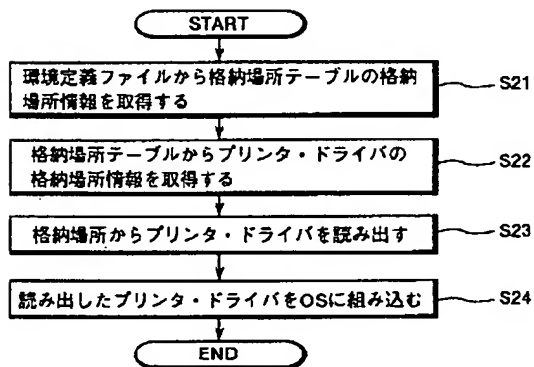 START
環境定義ファイルから格納場所テーブルの格納
場所情報を取得する
S21
格納場所テーブルからプリンタ・ドライバの
格納場所情報を取得する
S22
格納場所からプリンタ・ドライバを読み出す
S23
読み出したプリンタ・ドライバをOSに組み込む
S24
END